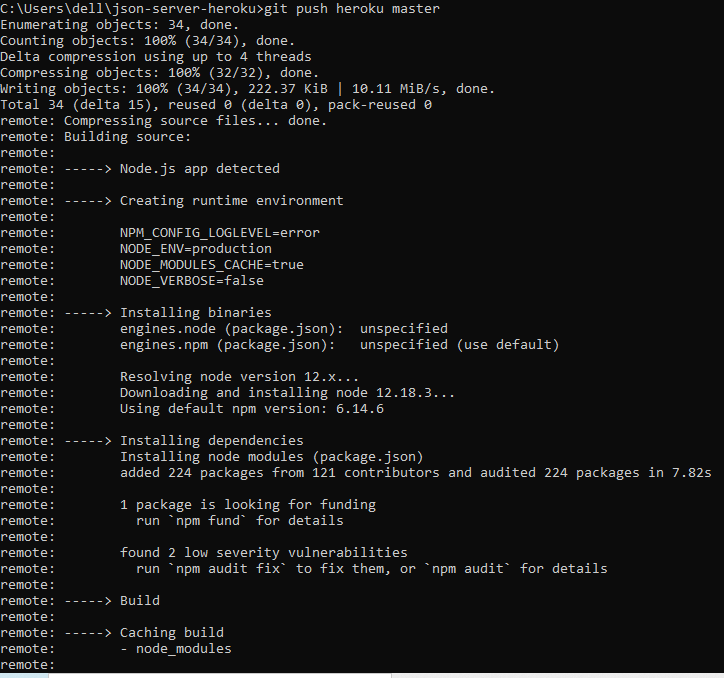 C:\Users\dell\json-server-heroku>git push heroku master
Enumerating objects: 34, done.
Counting objects: 100% (34/34), done.
Delta compression using up to 4 threads
Compressing objects: 100% (32/32), done.
Writing objects: 100% (34/34), 222.37 KiB | 10.11 MiB/s, done.
Total 34 (delta 15), reused 0 (delta 0), pack-reused 0
remote: Compressing source files... done.
remote: Building source:
remote:
remote: -----> Node.js app detected
remote:
remote: -----> Creating runtime environment
remote:
remote:        NPM_CONFIG_LOGLEVEL=error
remote:        NODE_ENV=production
remote:        NODE_MODULES_CACHE=true
remote:        NODE_VERBOSE=false
remote:
remote: -----> Installing binaries
remote:        engines.node (package.json):  unspecified
remote:        engines.npm (package.json):   unspecified (use default)
remote:
remote:        Resolving node version 12.x...
remote:        Downloading and installing node 12.18.3...
remote:        Using default npm version: 6.14.6
remote:
remote: -----> Installing dependencies
remote:        Installing node modules (package.json)
remote:        added 224 packages from 121 contributors and audited 224 packages in 7.82s
remote:
remote:        1 package is looking for funding
remote:          run `npm fund` for details
remote:
remote:        found 2 low severity vulnerabilities
remote:          run `npm audit fix` to fix them, or `npm audit` for details
remote:
remote: -----> Build
remote:
remote: -----> Caching build
remote:        - node_modules
remote: